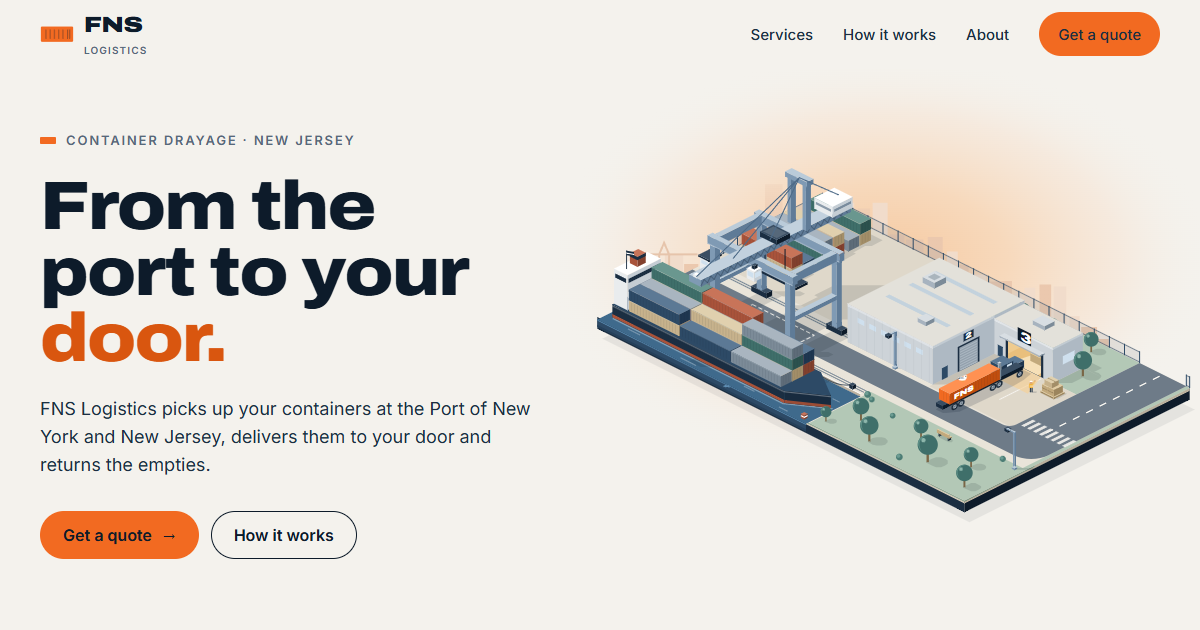 FNS
LOGISTICS
Services How it works About Get a quote
CONTAINER DRAYAGE · NEW JERSEY
From the
port to your
door.
FNS Logistics picks up your containers at the Port of New
York and New Jersey, delivers them to your door and
returns the empties.
Get a quote → How it works
2
3
FNS